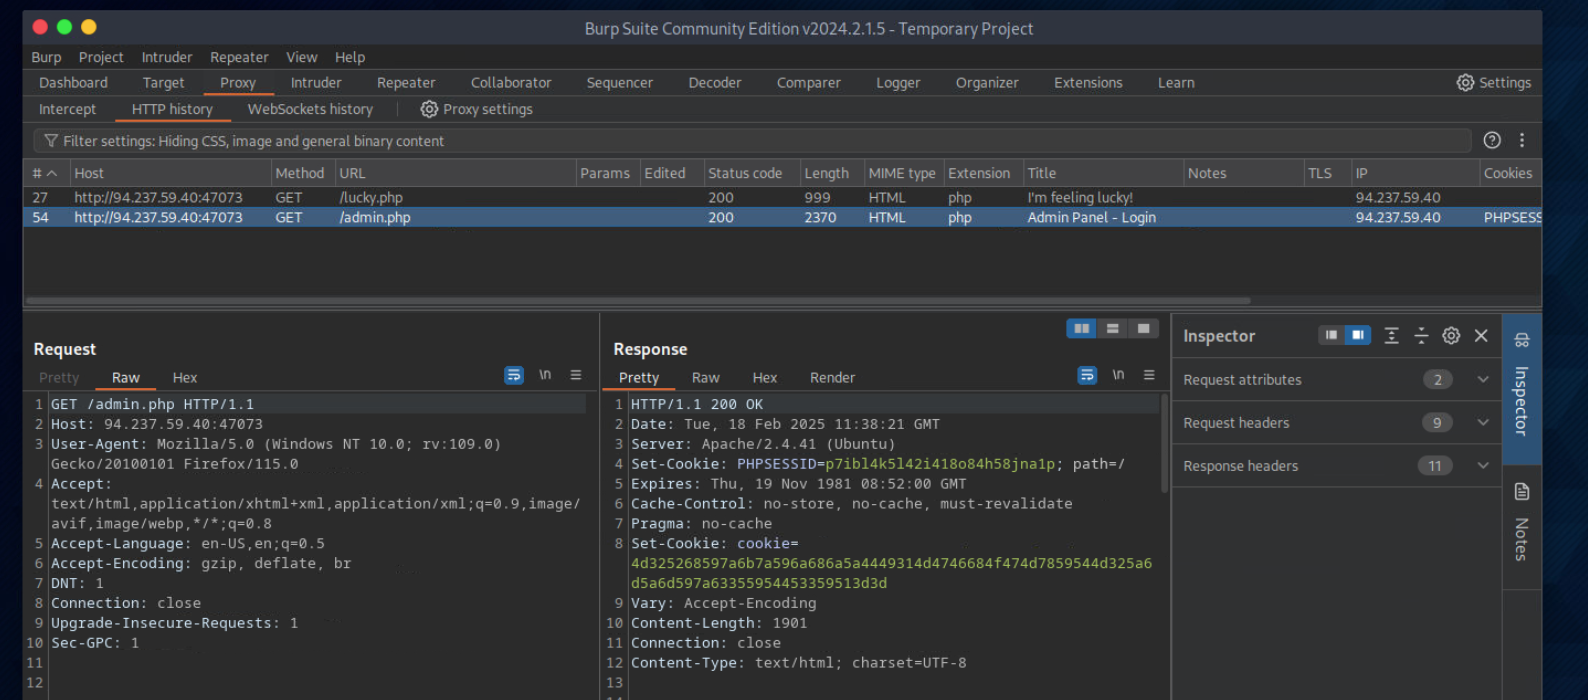 Burp Suite Community Edition v2024.2.1.5 - Temporary Project
Burp Project Intruder Repeater View Help
Dashboard Target Proxy Intruder Repeater Collaborator Sequencer Decoder Comparer Logger Organizer Extensions Learn Settings
Intercept HTTP history WebSockets history Proxy settings
Filter settings: Hiding CSS, image and general binary content
# Host Method URL Params Edited Status code Length MIME type Extension Title Notes TLS IP Cookies
27 http://94.237.59.40:47073 GET /lucky.php 200 999 HTML php I'm feeling lucky! 94.237.59.40
54 http://94.237.59.40:47073 GET /admin.php 200 2370 HTML php Admin Panel - Login 94.237.59.40 PHPSESS
Request
Pretty Raw Hex \n
1 GET /admin.php HTTP/1.1
2 Host: 94.237.59.40:47073
3 User-Agent: Mozilla/5.0 (Windows NT 10.0; rv:109.0)
Gecko/20100101 Firefox/115.0
4 Accept:
text/html,application/xhtml+xml,application/xml;q=0.9,image/
avif,image/webp,*/*;q=0.8
5 Accept-Language: en-US,en;q=0.5
6 Accept-Encoding: gzip, deflate, br
7 DNT: 1
8 Connection: close
9 Upgrade-Insecure-Requests: 1
10 Sec-GPC: 1
11
12
Response
Pretty Raw Hex Render \n
1 HTTP/1.1 200 OK
2 Date: Tue, 18 Feb 2025 11:38:21 GMT
3 Server: Apache/2.4.41 (Ubuntu)
4 Set-Cookie: PHPSESSID=p7ibl4k5l42i418o84h58jna1p; path=/
5 Expires: Thu, 19 Nov 1981 08:52:00 GMT
6 Cache-Control: no-store, no-cache, must-revalidate
7 Pragma: no-cache
8 Set-Cookie: cookie=
4d325268597a6b7a596a686a5a4449314d4746684f474d7859544d325a6
d5a6d597a63355954453359513d3d
9 Vary: Accept-Encoding
10 Content-Length: 1901
11 Connection: close
12 Content-Type: text/html; charset=UTF-8
13
Inspector
Request attributes 2
Request headers 9
Response headers 11
Inspector
Notes